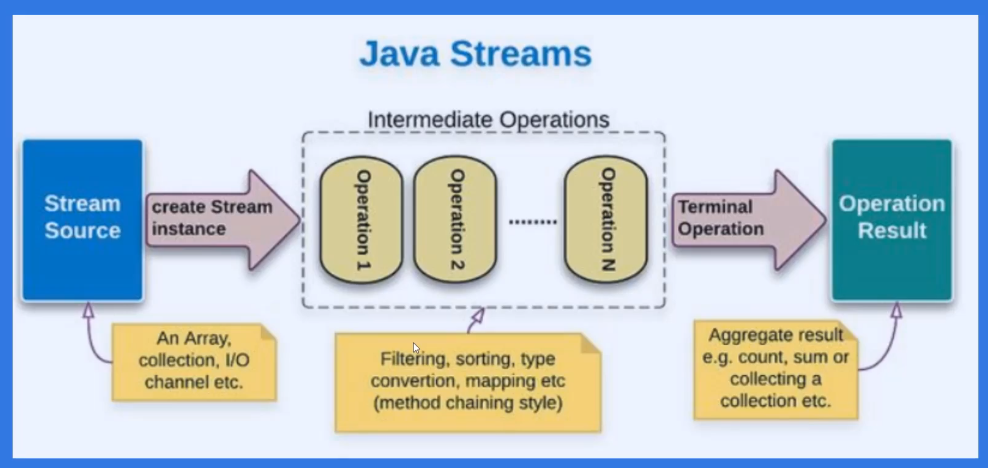 Java Streams
Intermediate Operations
Stream
Source
create Stream
instance
Operation 1
Operation 2
........
Operation N
Terminal
Operation
Operation
Result
An Array,
collection, I/O
channel etc.
Filtering, sorting, type
convertion, mapping etc
(method chaining style)
Aggregate result
e.g. count, sum or
collecting a
collection etc.